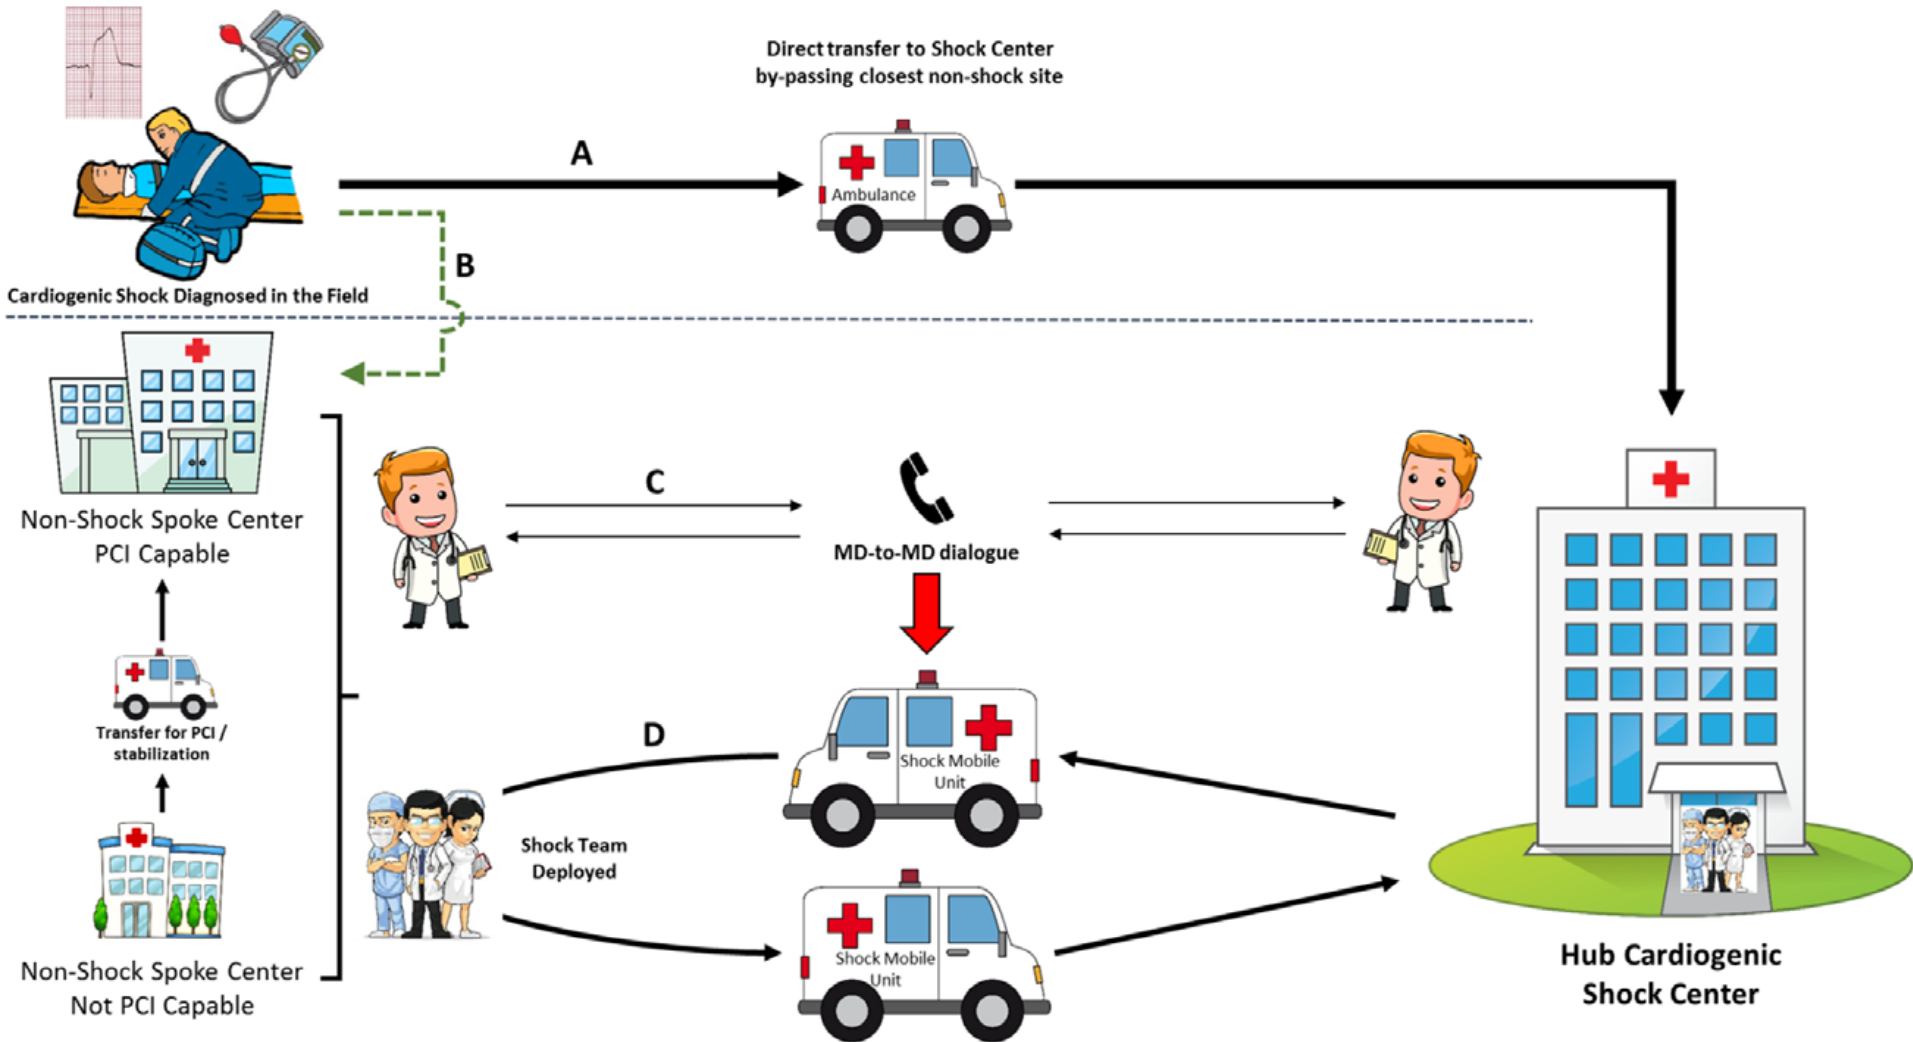 Direct transfer to Shock Center
by-passing closest non-shock site
A
Ambulance
B
Cardiogenic Shock Diagnosed in the Field
C
Non-Shock Spoke Center
PCI Capable
MD-to-MD dialogue
Transfer for PCI /
stabilization
D
Shock Mobile
Unit
Shock Team
Deployed
Shock Mobile
Unit
Non-Shock Spoke Center
Not PCI Capable
Hub Cardiogenic
Shock Center